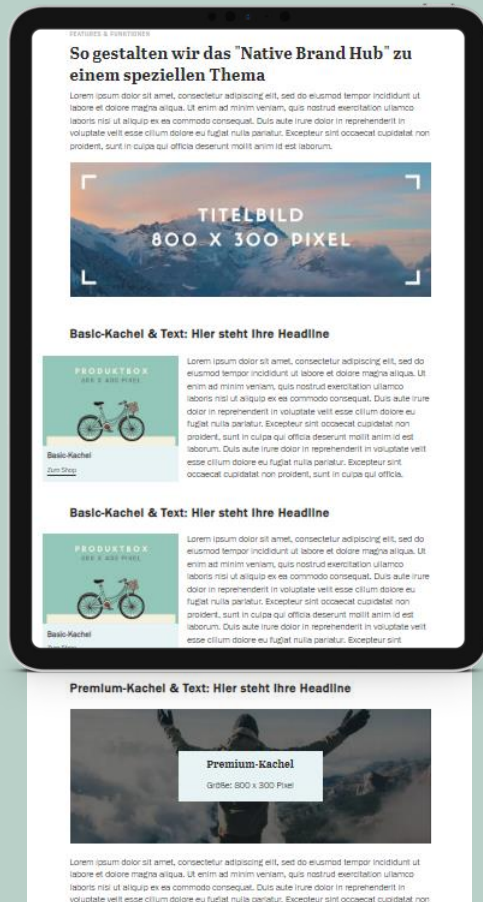 FEATURES & FUNKTIONEN
So gestalten wir das "Native Brand Hub" zu
einem speziellen Thema
Lorem ipsum dolor sit amet, consectetur adipiscing elit, sed do eiusmod tempor incididunt ut
labore et dolore magna aliqua. Ut enim ad minim veniam, quis nostrud exercitation ullamco
laboris nisi ut aliquip ex ea commodo consequat. Duis aute irure dolor in reprehenderit in
voluptate velit esse cillum dolore eu fugiat nulla pariatur. Excepteur sint occaecat cupidatat non
proident, sunt in culpa qui officia deserunt mollit anim id est laborum.
TITELBILD
800 X 300 PIXEL
Basic-Kachel & Text: Hier steht Ihre Headline
PRODUKTBOX
Basic-Kachel
Zum Shop
Lorem ipsum dolor sit amet, consectetur adipiscing elit, sed do
eiusmod tempor incididunt ut labore et dolore magna aliqua. Ut
enim ad minim veniam, quis nostrud exercitation ullamco
laboris nisi ut aliquip ex ea commodo consequat. Duis aute irure
dolor in reprehenderit in voluptate velit esse cillum dolore eu
fugiat nulla pariatur. Excepteur sint occaecat cupidatat non
proident, sunt in culpa qui officia deserunt mollit anim id est
laborum. Duis aute irure dolor in reprehenderit in voluptate velit
esse cillum dolore eu fugiat nulla pariatur. Excepteur sint
occaecat cupidatat non proident, sunt in culpa qui officia.
Basic-Kachel & Text: Hier steht Ihre Headline
PRODUKTBOX
Basic-Kachel
Lorem ipsum dolor sit amet, consectetur adipiscing elit, sed do
eiusmod tempor incididunt ut labore et dolore magna aliqua. Ut
enim ad minim veniam, quis nostrud exercitation ullamco
laboris nisi ut aliquip ex ea commodo consequat. Duis aute irure
dolor in reprehenderit in voluptate velit esse cillum dolore eu
fugiat nulla pariatur. Excepteur sint occaecat cupidatat non
proident, sunt in culpa qui officia deserunt mollit anim id est
laborum. Duis aute irure dolor in reprehenderit in voluptate velit
esse cillum dolore eu fugiat nulla pariatur. Excepteur sint
Premium-Kachel & Text: Hier steht Ihre Headline
Premium-Kachel
Größe: 800 x 300 Pixel
Lorem ipsum dolor sit amet, consectetur adipiscing elit, sed do eiusmod tempor incididunt ut
labore et dolore magna aliqua. Ut enim ad minim veniam, quis nostrud exercitation ullamco
laboris nisi ut aliquip ex ea commodo consequat. Duis aute irure dolor in reprehenderit in
voluptate velit esse cillum dolore eu fugiat nulla pariatur. Excepteur sint occaecat cupidatat non